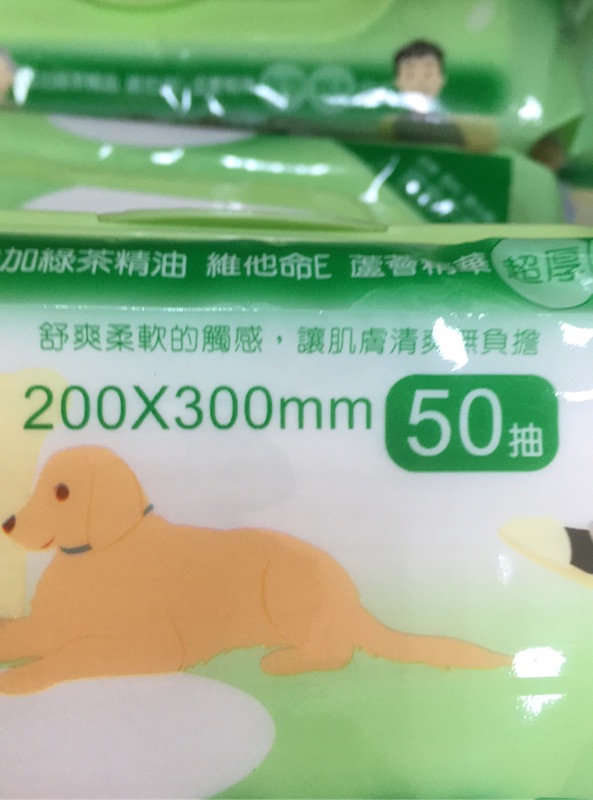 加綠茶精油 維他命E 蘆薈精華 超厚
舒爽柔軟的觸感，讓肌膚清爽無負擔
200X300mm 50抽